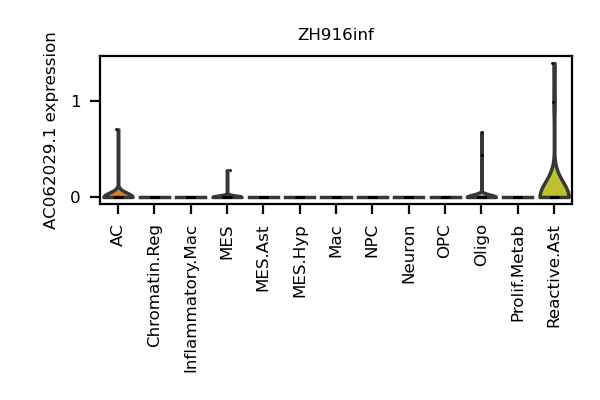 ZH916inf
AC062029.1 expression
1
0
AC
Chromatin.Reg
Inflammatory.Mac
MES
MES.Ast
MES.Hyp
Mac
NPC
Neuron
OPC
Oligo
Prolif.Metab
Reactive.Ast